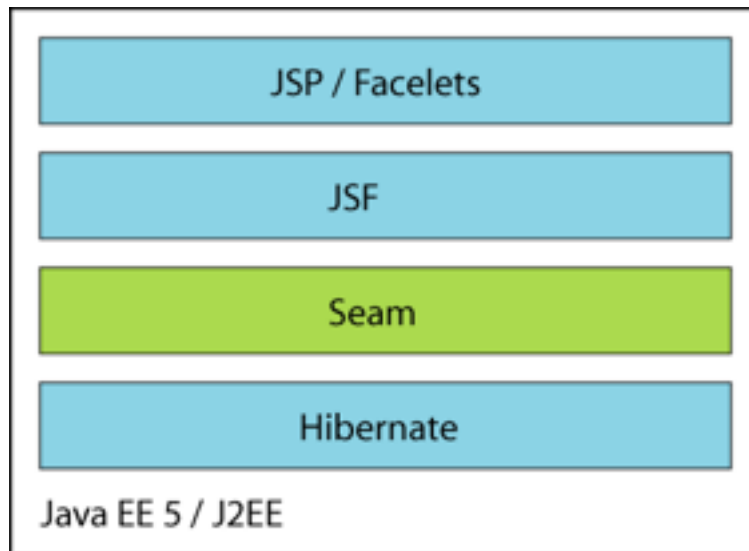 JSP / Facelets
JSF
Seam
Hibernate
Java EE 5 / J2EE